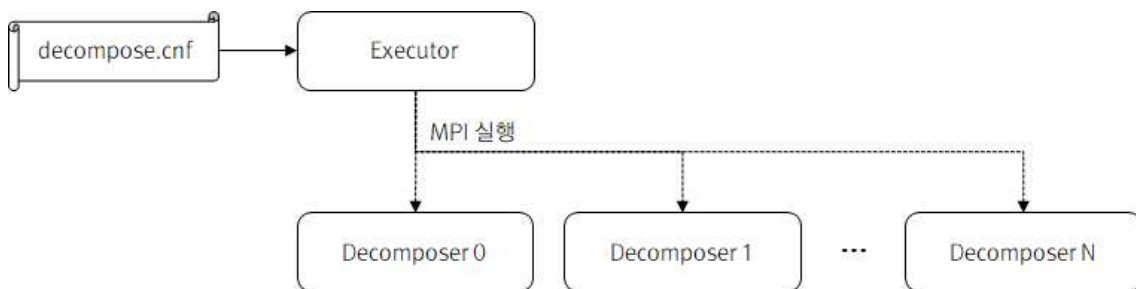 decompose.cnf
Executor
MPI 실행
Decomposer 0
Decomposer 1
...
Decomposer N